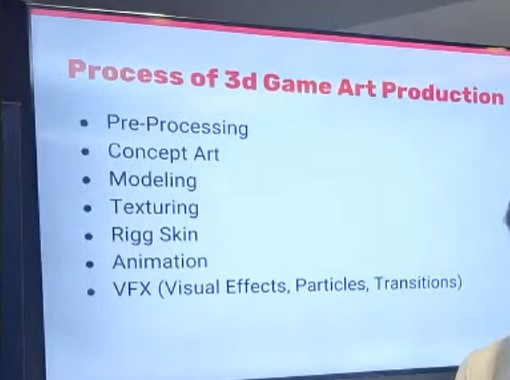 Process of 3d Game Art Production
• Pre-Processing
• Concept Art
• Modeling
• Texturing
• Rigg Skin
• Animation
• VFX (Visual Effects, Particles, Transitions)